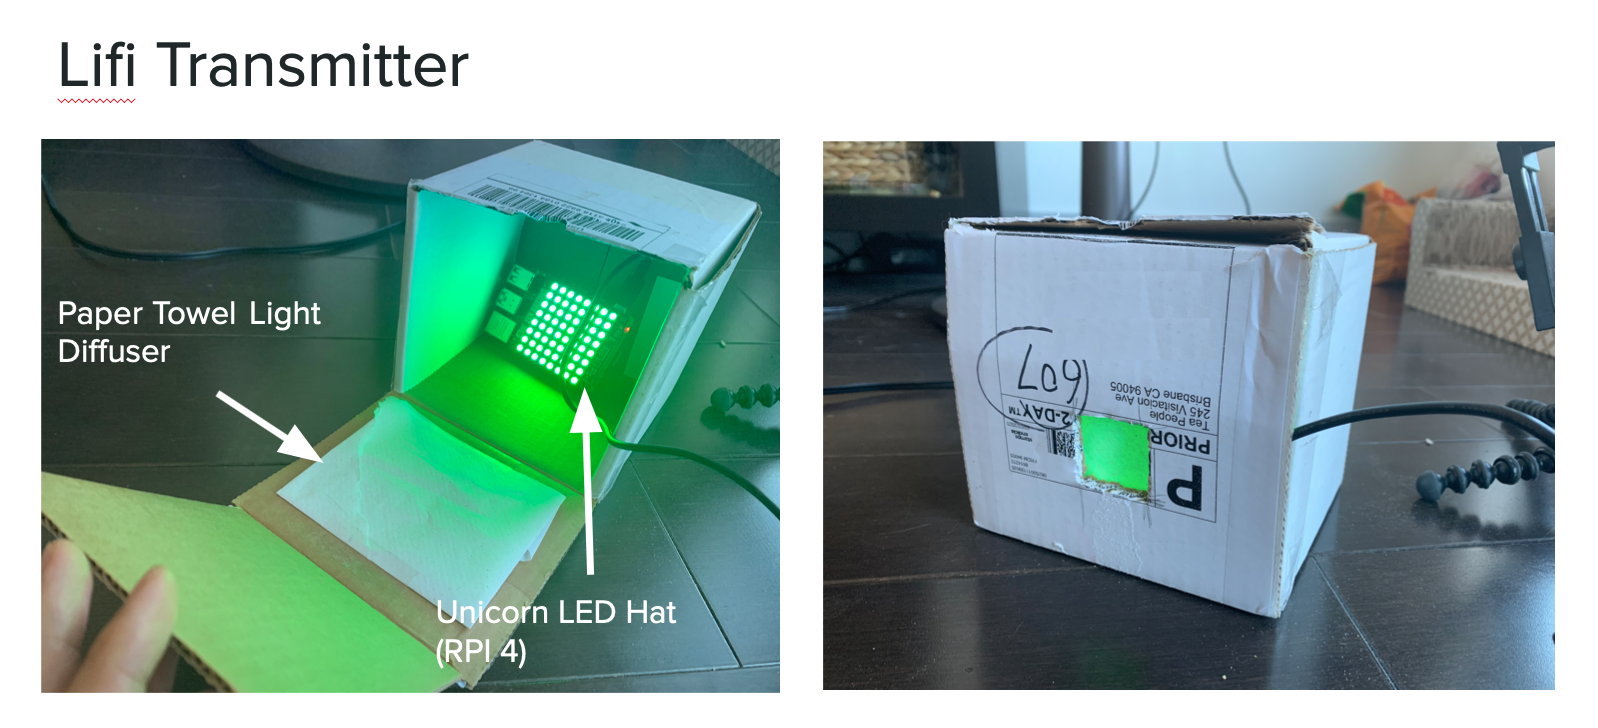 Lifi Transmitter
Paper Towel Light
Diffuser
Unicorn LED Hat
(RPI 4)
P
PRIOR
2-DAY™
Tea People
245 Visitacion Ave
Brisbane CA 94005
607